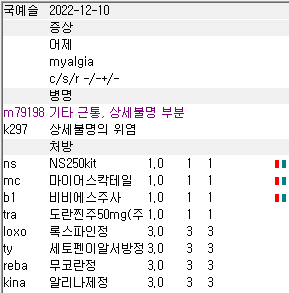 국예슬 2022-12-10
증상
어제
myalgia
c/s/r -/-+/-
병명
m79198 기타 근통, 상세불명 부분
k297 상세불명의 위염
처방
ns NS250kit 1.0 1 1
mc 마이어스칵테일 1.0 1 1
b1 비비에스주사 1.0 1 1
tra 도란찐주50mg(주 1.0 1 1
loxo 록스파인정 3.0 3 3
ty 세토펜이알서방정 3.0 3 3
reba 무코란정 3.0 3 3
kina 알리나제정 3.0 3 3